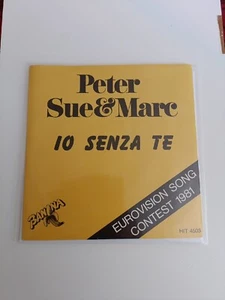 Peter
Sue & Marc
IO SENZA TE
BANANA
EUROVISION SONG
CONTEST 1981